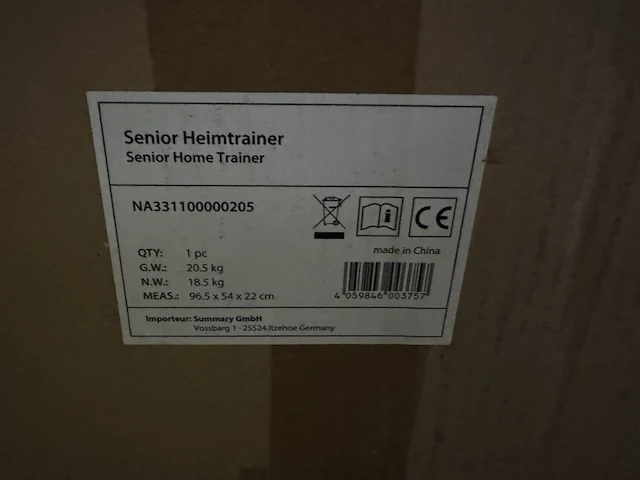 Senior Heimtrainer
Senior Home Trainer
NA331100000205
CE
QTY: 1 pc
G.W.: 20.5 kg
N.W.: 18.5 kg
MEAS.: 96.5 x 54 x 22 cm
made in China
4 059846 003757
Importeur: Summary GmbH
Vossbarg 1 - 25524 Itzehoe Germany